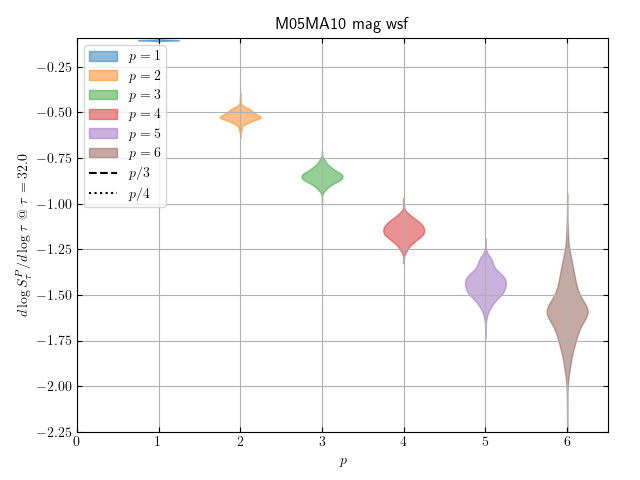 M05MA10 mag wsf
p = 1
p = 2
p = 3
p = 4
p = 5
p = 6
p/3
p/4
−0.25
−0.50
−0.75
−1.00
−1.25
−1.50
−1.75
−2.00
−2.25
0 1 2 3 4 5 6
p
d log S_τ^P / d log τ @ τ = 32.0